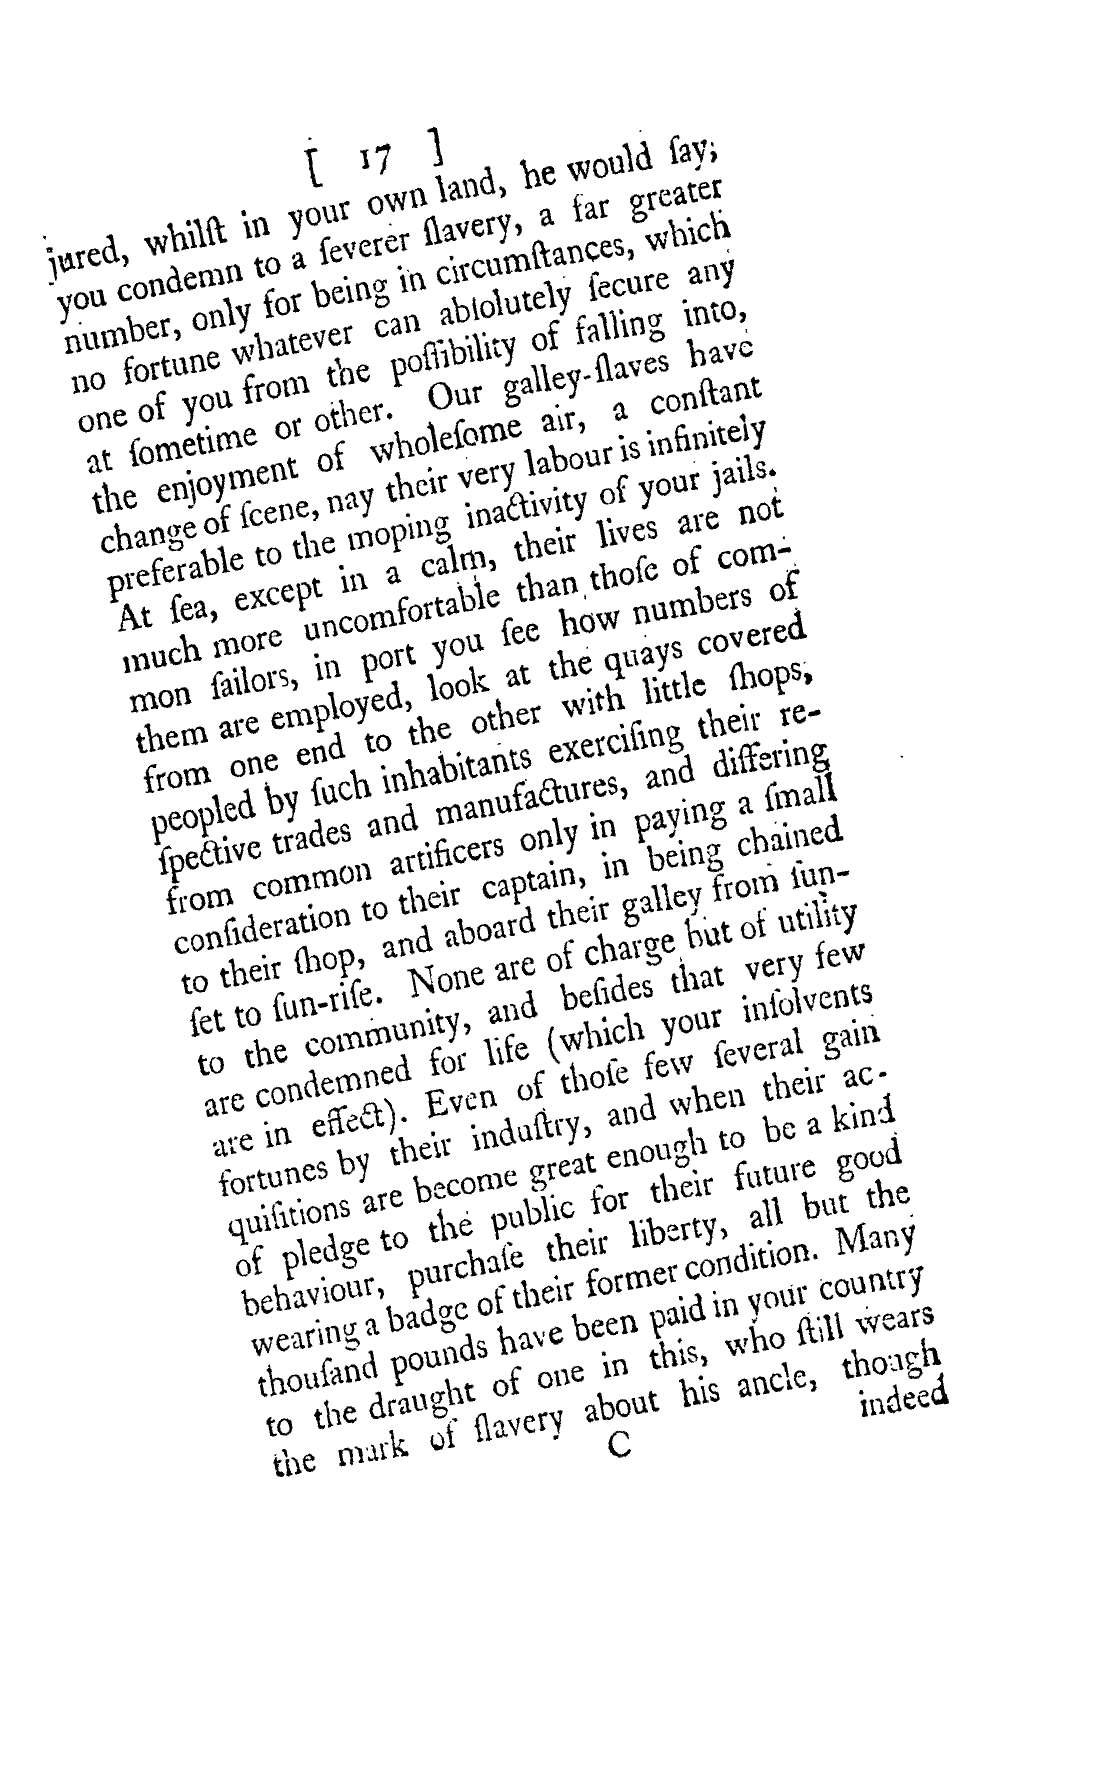 [ 17 ]
jured, whilſt in your own land, he would ſay;
you condemn to a ſeverer ſlavery, a far greater
number, only for being in circumſtances, which
no fortune whatever can abſolutely ſecure any
one of you from the poſſibility of falling into,
at ſometime or other. Our galley-ſlaves have
the enjoyment of wholeſome air, a conſtant
change of ſcene, nay their very labour is infinitely
preferable to the moping inactivity of your jails.
At ſea, except in a calm, their lives are not
much more uncomfortable than thoſe of com-
mon ſailors, in port you ſee how numbers of
them are employed, look at the quays covered
from one end to the other with little ſhops,
peopled by ſuch inhabitants exerciſing their re-
ſpective trades and manufactures, and differing
from common artificers only in paying a ſmall
conſideration to their captain, in being chained
to their ſhop, and aboard their galley from ſun-
ſet to ſun-riſe. None are of charge but of utility
to the community, and beſides that very few
are condemned for life (which your inſolvents
are in effect). Even of thoſe few ſeveral gain
fortunes by their induſtry, and when their ac-
quiſitions are become great enough to be a kind
of pledge to the public for their future good
behaviour, purchaſe their liberty, all but the
wearing a badge of their former condition. Many
thouſand pounds have been paid in your country
to the draught of one in this, who ſtill wears
the mark of ſlavery about his ancle, though
C indeed